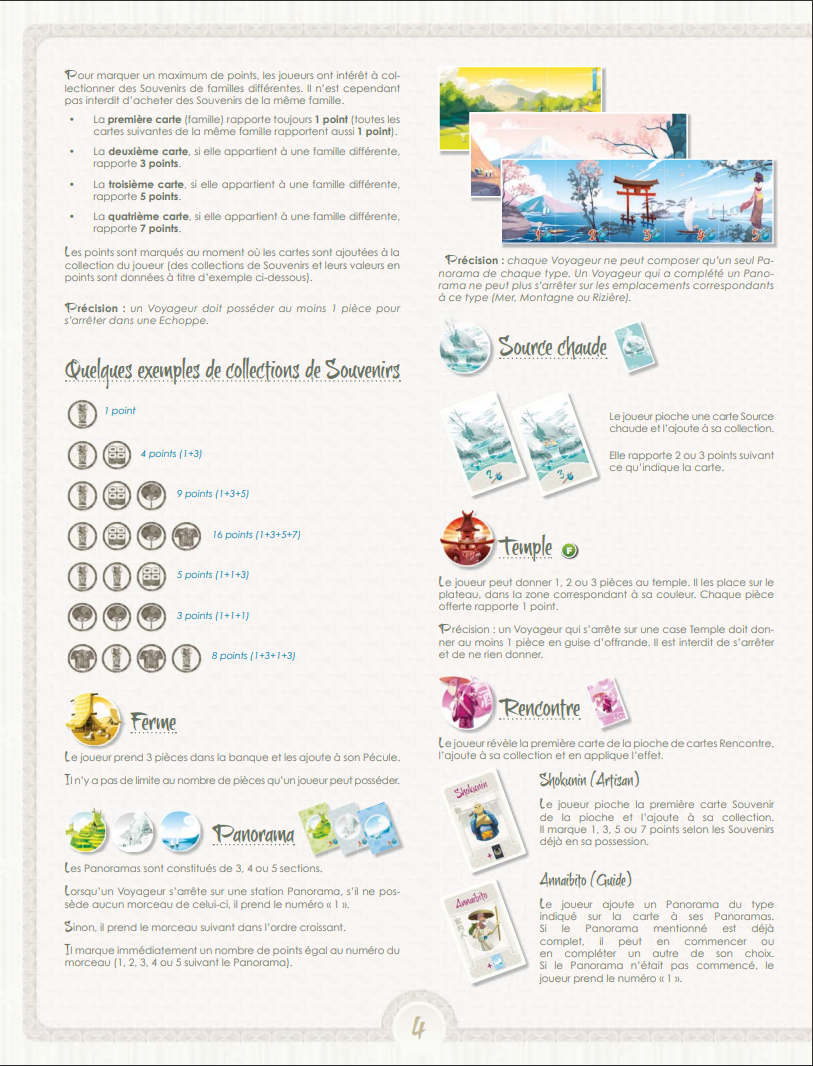 Pour marquer un maximum de points, les joueurs ont intérêt à col-
lectionner des Souvenirs de familles différentes. Il n'est cependant
pas interdit d'acheter des Souvenirs de la même famille.
• La première carte (famille) rapporte toujours 1 point (toutes les
cartes suivantes de la même famille rapportent aussi 1 point).
• La deuxième carte, si elle appartient à une famille différente,
rapporte 3 points.
• La troisième carte, si elle appartient à une famille différente,
rapporte 5 points.
• La quatrième carte, si elle appartient à une famille différente,
rapporte 7 points.
Les points sont marqués au moment où les cartes sont ajoutées à la
collection du joueur (des collections de Souvenirs et leurs valeurs en
points sont données à titre d'exemple ci-dessous).
Précision : un Voyageur doit posséder au moins 1 pièce pour
s'arrêter dans une Echoppe.
Quelques exemples de collections de Souvenirs
1 point
4 points (1+3)
9 points (1+3+5)
16 points (1+3+5+7)
5 points (1+1+3)
3 points (1+1+1)
8 points (1+3+1+3)
Ferme
Le joueur prend 3 pièces dans la banque et les ajoute à son Pécule.
Il n'y a pas de limite au nombre de pièces qu'un joueur peut posséder.
Panorama
Les Panoramas sont constitués de 3, 4 ou 5 sections.
Lorsqu'un Voyageur s'arrête sur une station Panorama, s'il ne pos-
sède aucun morceau de celui-ci, il prend le numéro « 1 ».
Sinon, il prend le morceau suivant dans l'ordre croissant.
Il marque immédiatement un nombre de points égal au numéro du
morceau (1, 2, 3, 4 ou 5 suivant le Panorama).
1 2 3 4 5
Précision : chaque Voyageur ne peut composer qu'un seul Pa-
norama de chaque type. Un Voyageur qui a complété un Pano-
rama ne peut plus s'arrêter sur les emplacements correspondants
à ce type (Mer, Montagne ou Rizière).
Source chaude
2 3
Le joueur pioche une carte Source
chaude et l'ajoute à sa collection.
Elle rapporte 2 ou 3 points suivant
ce qu'indique la carte.
Temple F
Le joueur peut donner 1, 2 ou 3 pièces au temple. Il les place sur le
plateau, dans la zone correspondant à sa couleur. Chaque pièce
offerte rapporte 1 point.
Précision : un Voyageur qui s'arrête sur une case Temple doit don-
ner au moins 1 pièce en guise d'offrande. Il est interdit de s'arrêter
et de ne rien donner.
Rencontre
Le joueur révèle la première carte de la pioche de cartes Rencontre,
l'ajoute à sa collection et en applique l'effet.
Shokunin
+
Shokunin (Artisan)
Le joueur pioche la première carte Souvenir
de la pioche et l'ajoute à sa collection.
Il marque 1, 3, 5 ou 7 points selon les Souvenirs
déjà en sa possession.
Annaibito
+
Annaibito (Guide)
Le joueur ajoute un Panorama du type
indiqué sur la carte à ses Panoramas.
Si le Panorama mentionné est déjà
complet, il peut en commencer ou
en compléter un autre de son choix.
Si le Panorama n'était pas commencé, le
joueur prend le numéro « 1 ».
4